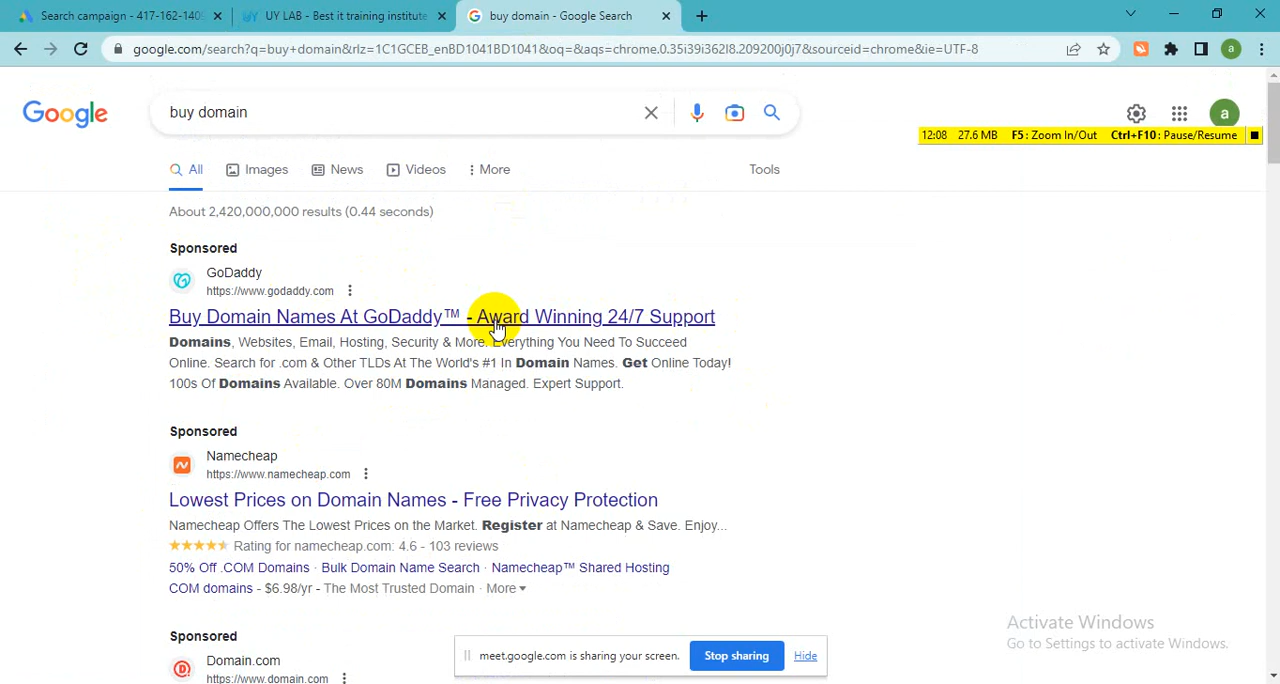 Search campaign - 417-162-140
UY LAB - Best it training institute
buy domain - Google Search
google.com/search?q=buy+domain&rlz=1C1GCEB_enBD1041BD1041&oq=&aqs=chrome.0.35i39i362l8.209200j0j7&sourceid=chrome&ie=UTF-8
a
Google
buy domain
a
12:08 27.6 MB F5: Zoom In/Out Ctrl+F10: Pause/Resume
All Images News Videos More Tools
About 2,420,000,000 results (0.44 seconds)
Sponsored
GoDaddy
https://www.godaddy.com
Buy Domain Names At GoDaddy™ - Award Winning 24/7 Support
Domains, Websites, Email, Hosting, Security & More. Everything You Need To Succeed
Online. Search for .com & Other TLDs At The World's #1 In Domain Names. Get Online Today!
100s Of Domains Available. Over 80M Domains Managed. Expert Support.
Sponsored
Namecheap
https://www.namecheap.com
Lowest Prices on Domain Names - Free Privacy Protection
Namecheap Offers The Lowest Prices on the Market. Register at Namecheap & Save. Enjoy...
Rating for namecheap.com: 4.6 - 103 reviews
50% Off .COM Domains · Bulk Domain Name Search · Namecheap™ Shared Hosting
COM domains - $6.98/yr - The Most Trusted Domain · More
Sponsored
Domain.com
https://www.domain.com
meet.google.com is sharing your screen. Stop sharing Hide
Activate Windows
Go to Settings to activate Windows.